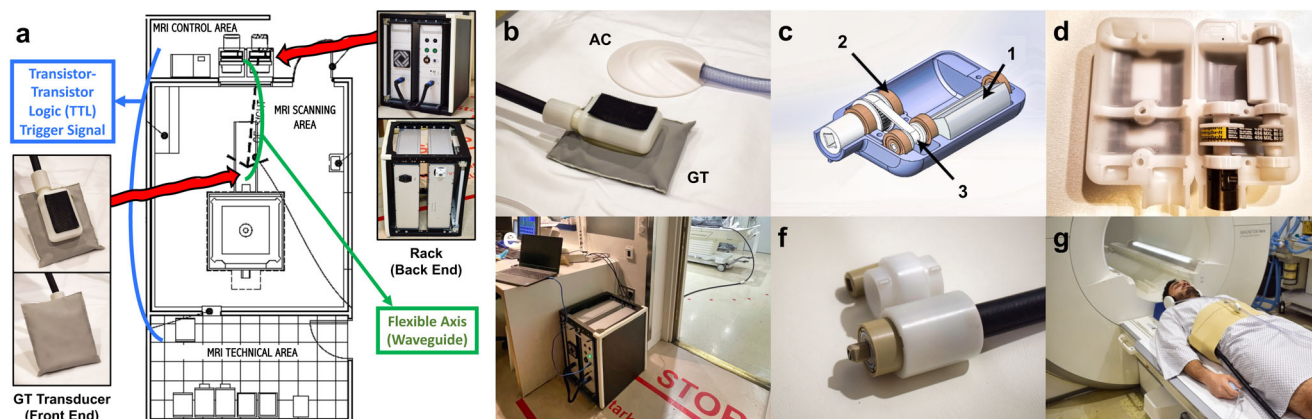 a
MRI CONTROL AREA
Transistor-
Transistor
Logic (TTL)
Trigger Signal
MRI SCANNING
AREA
Rack
(Back End)
Flexible Axis
(Waveguide)
MRI TECHNICAL AREA
GT Transducer
(Front End)
b
AC
GT
c
2
1
3
d
STOP
f
g